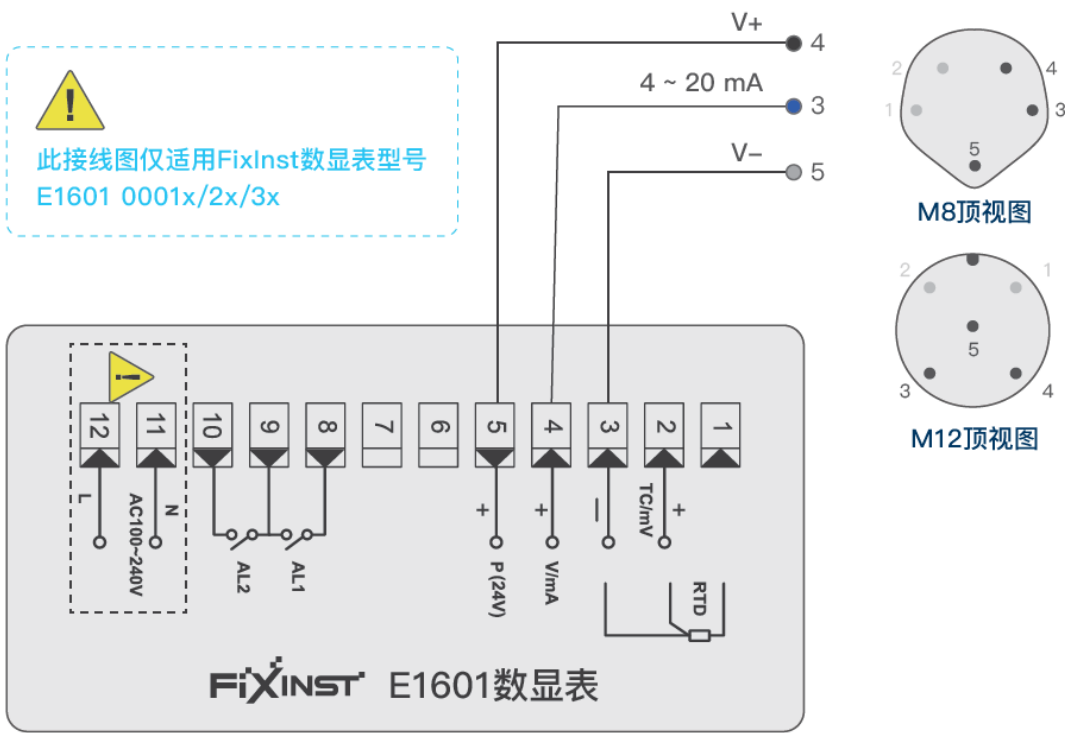 V+
4
4 ~ 20 mA
3
V−
5
此接线图仅适用FixInst数显表型号
E1601 0001x/2x/3x
2
4
1
3
5
M8顶视图
2
1
5
3
4
M12顶视图
12
11
10
9
8
7
6
5
4
3
2
1
L
AC100~240V
N
AL2
AL1
+
P (24V)
+
V/mA
—
TC/mV
+
RTD
FiXINST E1601数显表